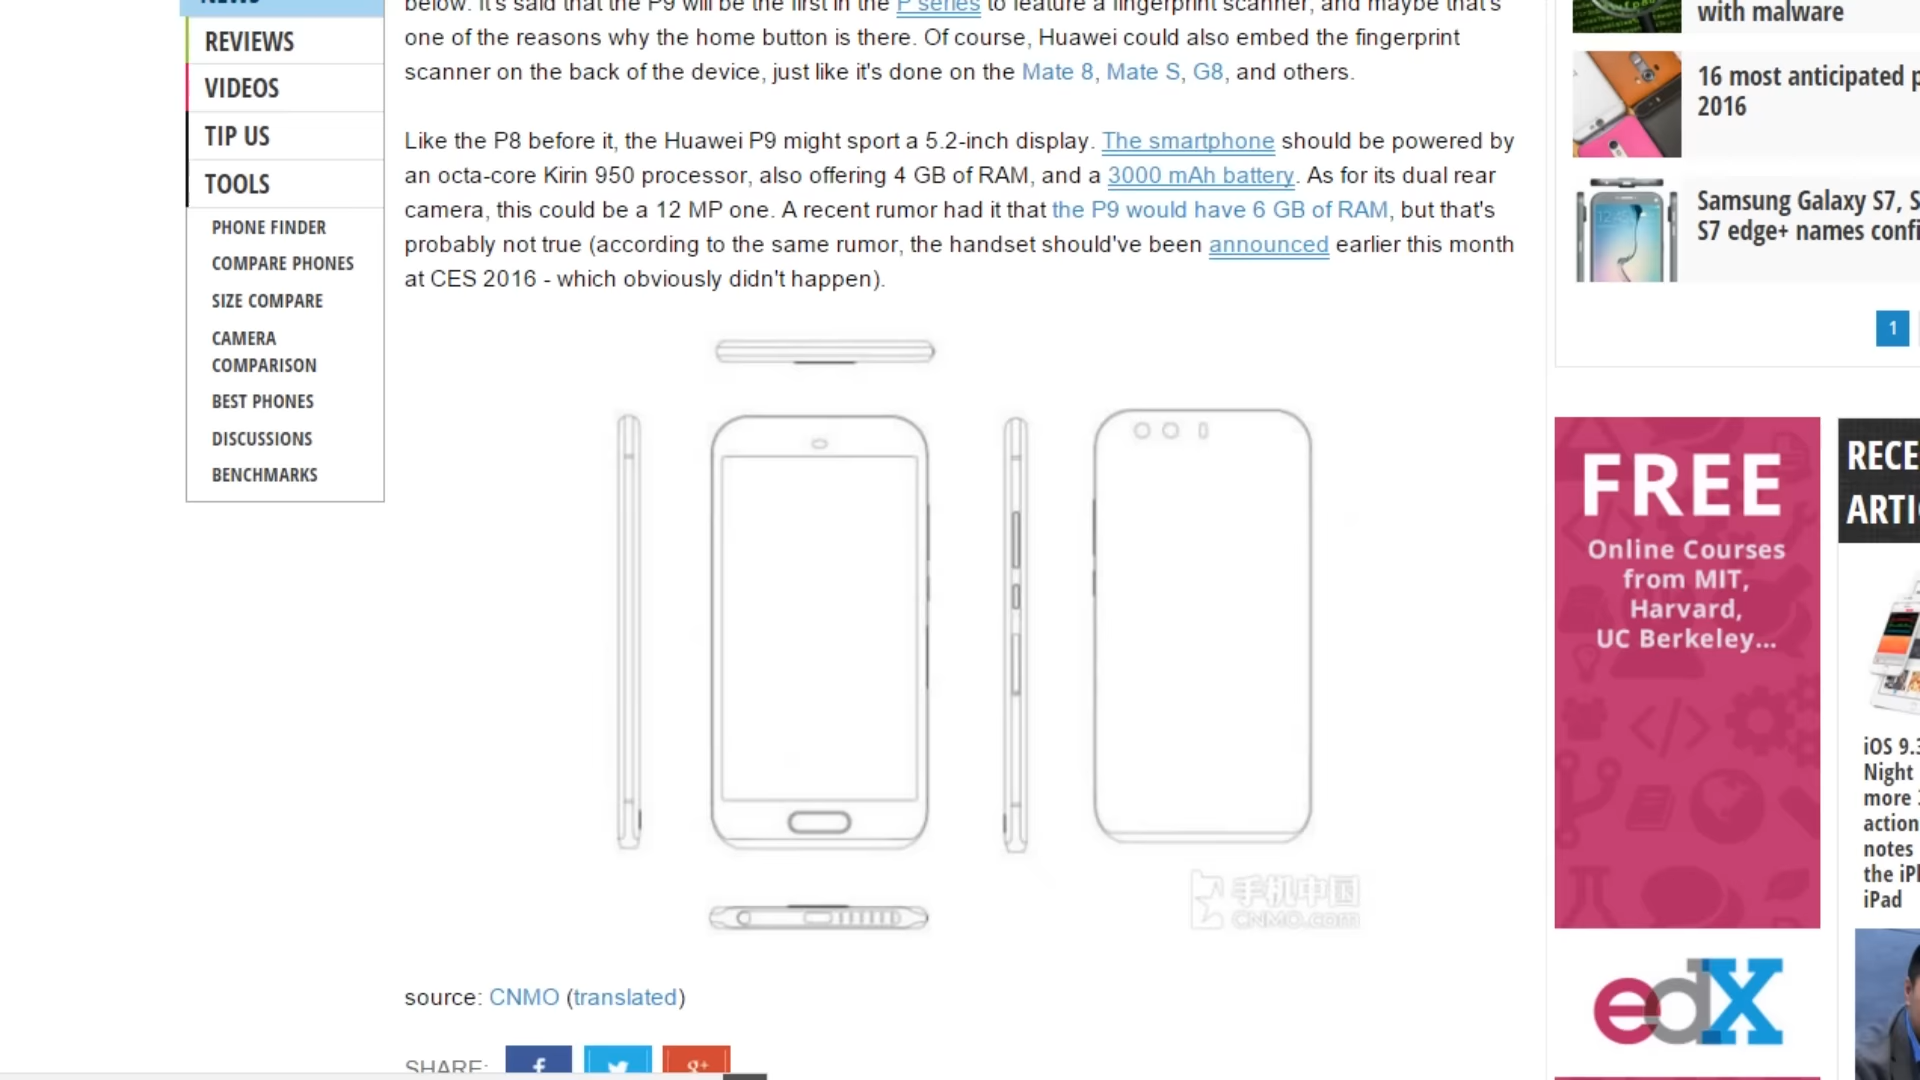 NEWS
REVIEWS
VIDEOS
TIP US
TOOLS
PHONE FINDER
COMPARE PHONES
SIZE COMPARE
CAMERA
COMPARISON
BEST PHONES
DISCUSSIONS
BENCHMARKS
below. It's said that the P9 will be the first in the P series to feature a fingerprint scanner, and maybe that's
one of the reasons why the home button is there. Of course, Huawei could also embed the fingerprint
scanner on the back of the device, just like it's done on the Mate 8, Mate S, G8, and others.
Like the P8 before it, the Huawei P9 might sport a 5.2-inch display. The smartphone should be powered by
an octa-core Kirin 950 processor, also offering 4 GB of RAM, and a 3000 mAh battery. As for its dual rear
camera, this could be a 12 MP one. A recent rumor had it that the P9 would have 6 GB of RAM, but that's
probably not true (according to the same rumor, the handset should've been announced earlier this month
at CES 2016 - which obviously didn't happen).
手机中国
CNMO.com
source: CNMO (translated)
SHARE:
f
g+
with malware
16 most anticipated p
2016
Samsung Galaxy S7, S
S7 edge+ names confi
1
FREE
Online Courses
from MIT,
Harvard,
UC Berkeley...
edX
RECE
ARTI
iOS 9.3
Night
more
action
notes
the iPh
iPad